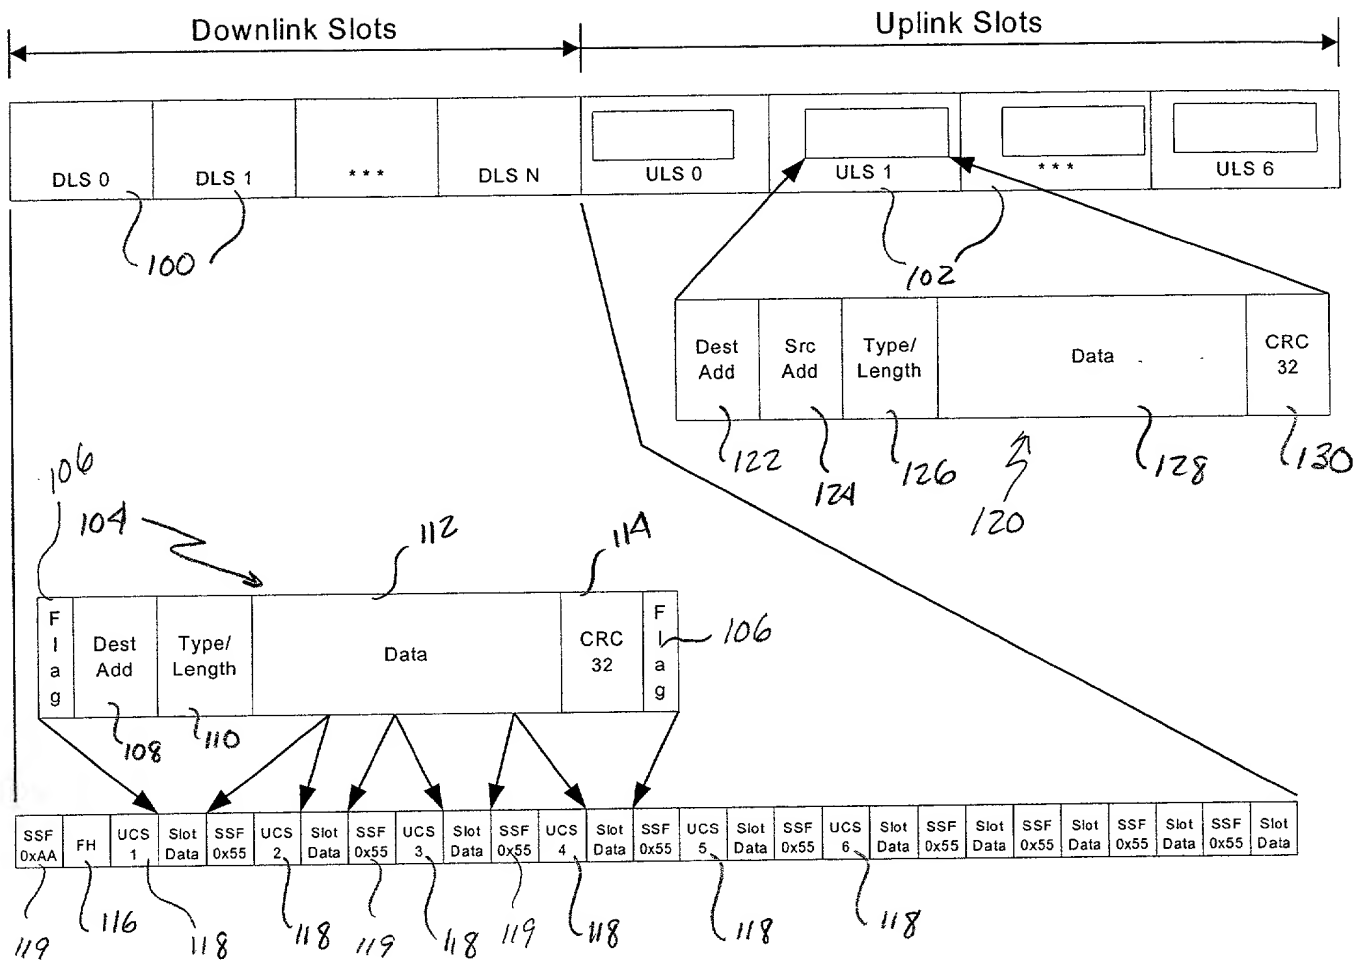 Downlink Slots Uplink Slots
DLS 0 DLS 1 *** DLS N ULS 0 ULS 1 *** ULS 6
100 102
Dest Add Src Add Type/ Length Data CRC 32
122 124 126 120 128 130
106
104 112 114
Flag Dest Add Type/ Length Data CRC 32 Flag 106
108 110
SSF 0xAA FH UCS 1 Slot Data SSF 0x55 UCS 2 Slot Data SSF 0x55 UCS 3 Slot Data SSF 0x55 UCS 4 Slot Data SSF 0x55 UCS 5 Slot Data SSF 0x55 UCS 6 Slot Data SSF 0x55 Slot Data SSF 0x55 Slot Data SSF 0x55 Slot Data SSF 0x55 Slot Data
119 116 118 118 119 118 119 118 118 118